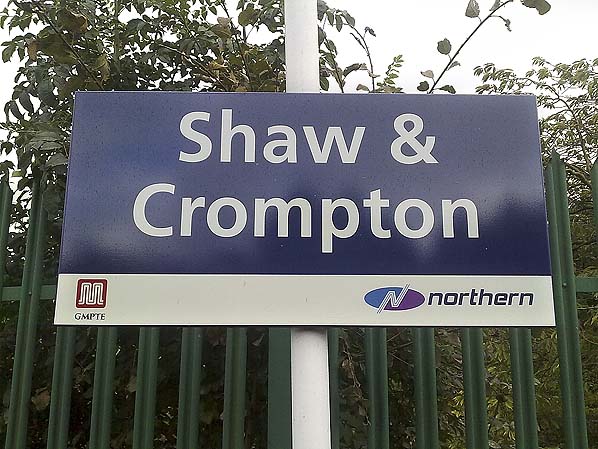 Shaw &
Crompton
GMPTE
northern